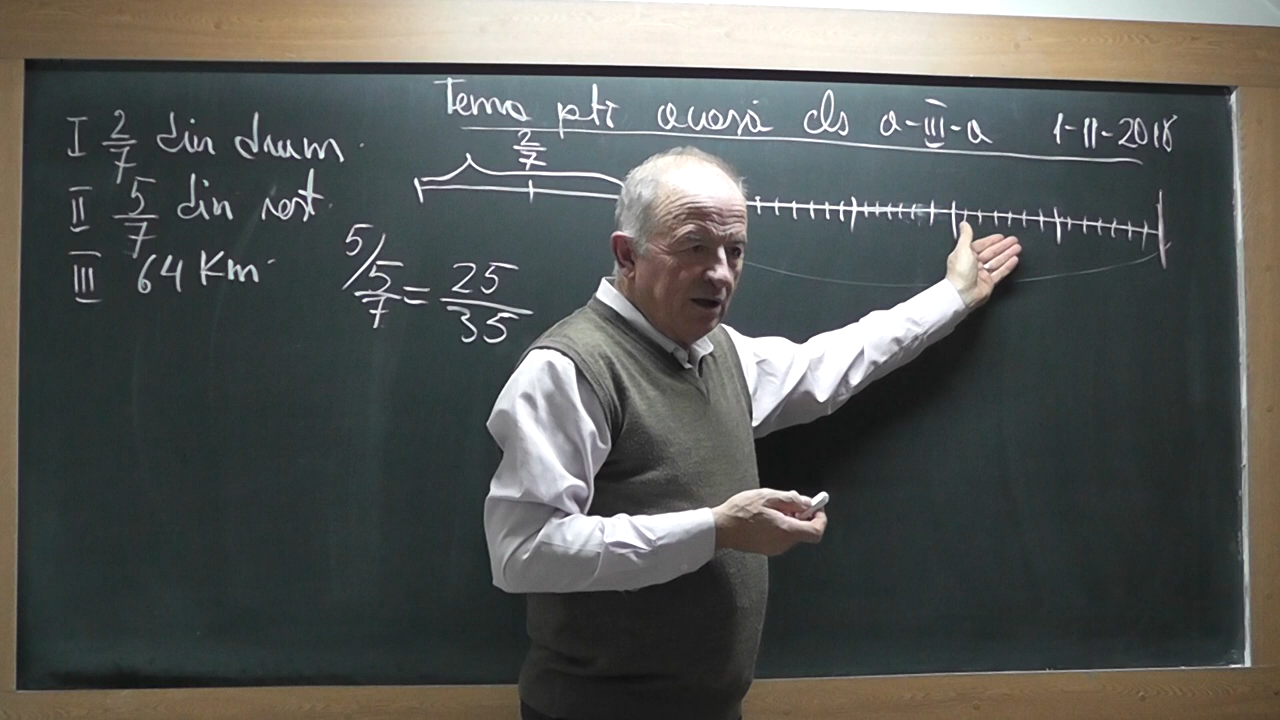 Temă ptr acasă cls a-III-a 1-11-2018
I 2/7 din drum.
2/7
II 5/7 din rest.
III 64 Km.
5/ 5/7 = 25/35